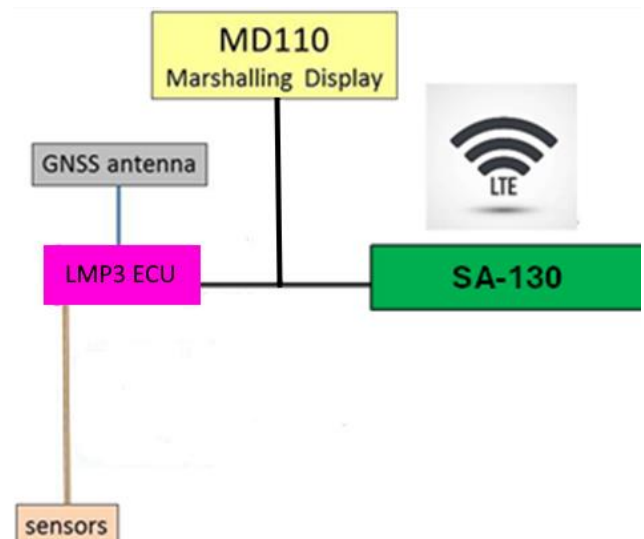 MD110
Marshalling Display
GNSS antenna
LTE
LMP3 ECU
SA-130
sensors